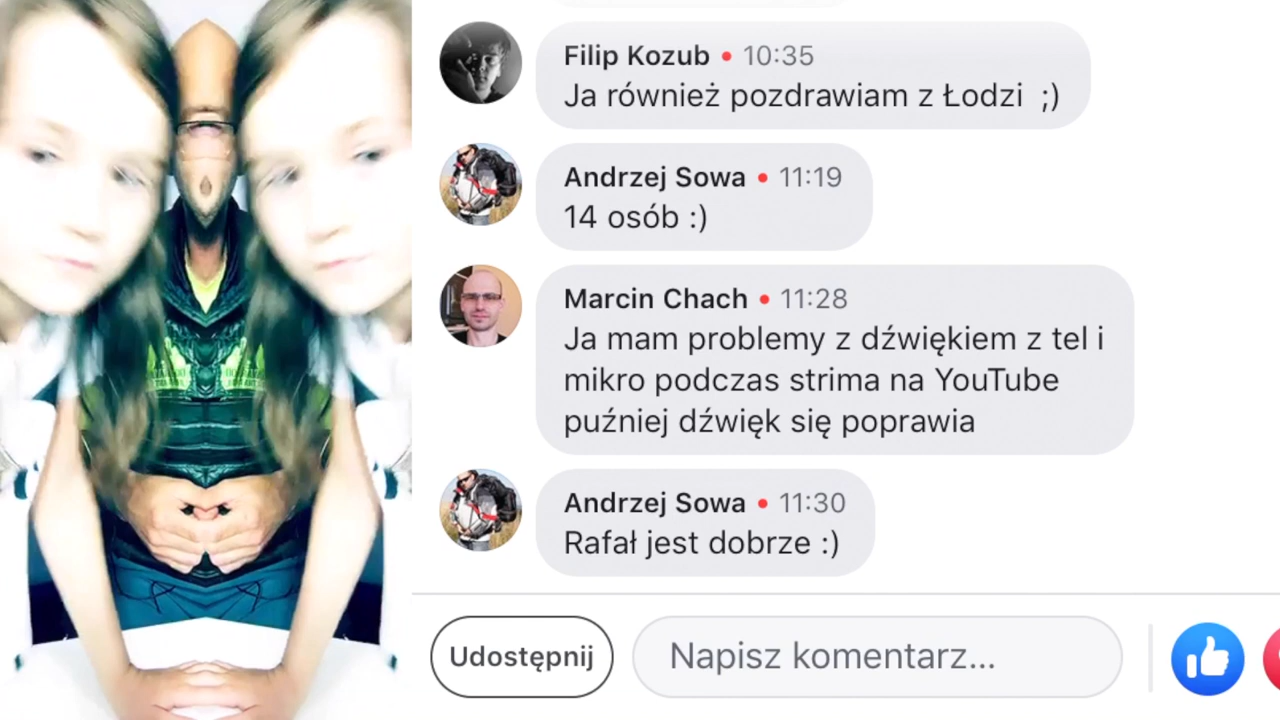 Filip Kozub • 10:35
Ja również pozdrawiam z Łodzi ;)
Andrzej Sowa • 11:19
14 osób :)
Marcin Chach • 11:28
Ja mam problemy z dźwiękiem z tel i
mikro podczas strima na YouTube
puźniej dźwięk się poprawia
Andrzej Sowa • 11:30
Rafał jest dobrze :)
Udostępnij
Napisz komentarz...